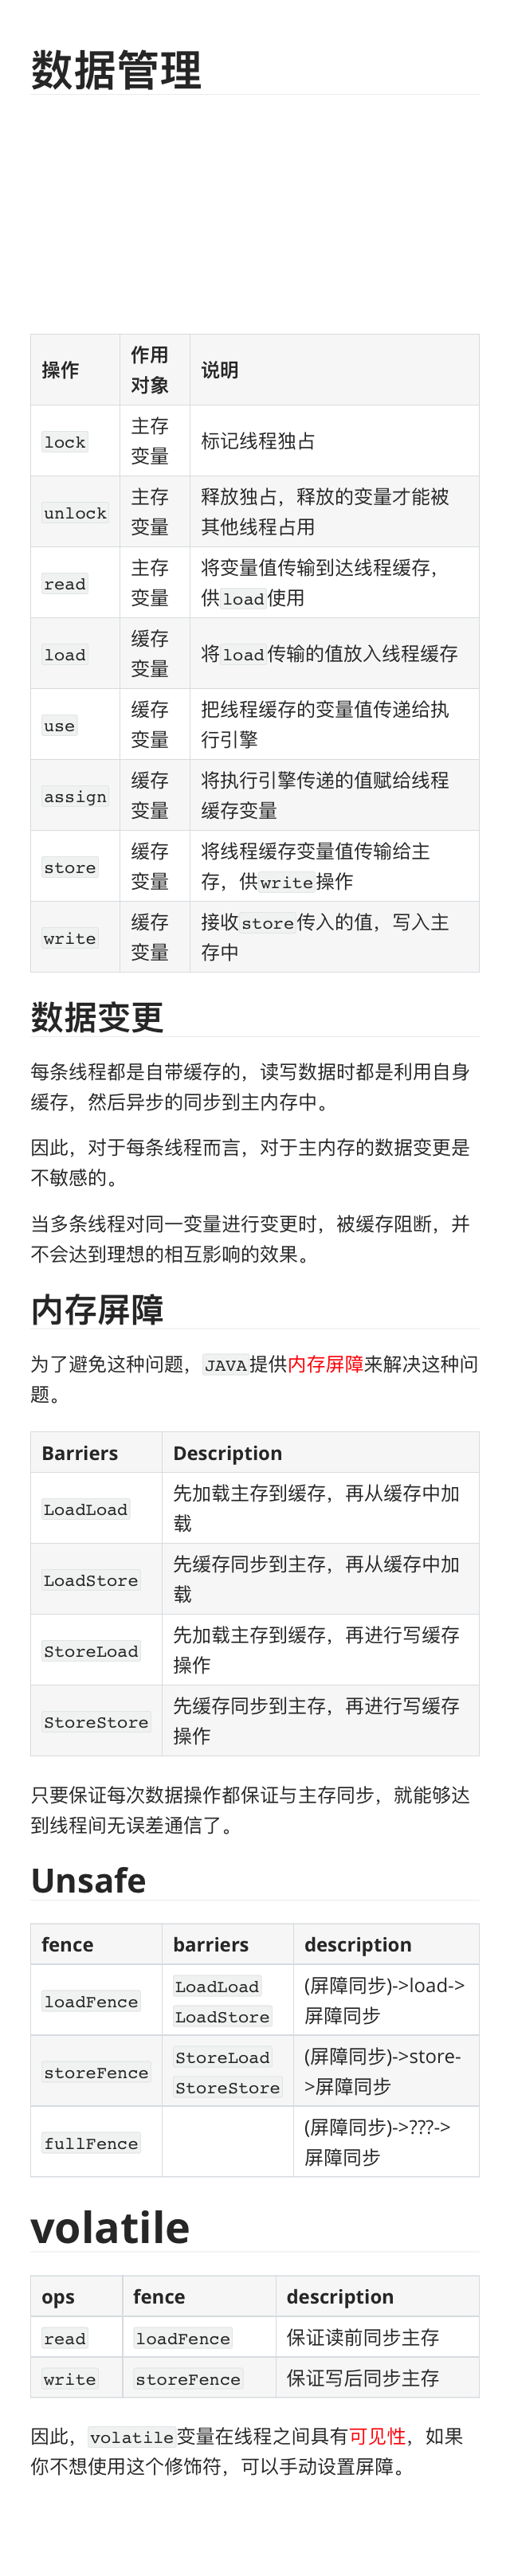 数据管理
操作
作用
对象
说明
lock
主存
变量
标记线程独占
unlock
主存
变量
释放独占，释放的变量才能被
其他线程占用
read
主存
变量
将变量值传输到达线程缓存，
供load使用
load
缓存
变量
将load传输的值放入线程缓存
use
缓存
变量
把线程缓存的变量值传递给执
行引擎
assign
缓存
变量
将执行引擎传递的值赋给线程
缓存变量
store
缓存
变量
将线程缓存变量值传输给主
存，供write操作
write
缓存
变量
接收store传入的值，写入主
存中
数据变更
每条线程都是自带缓存的，读写数据时都是利用自身
缓存，然后异步的同步到主内存中。
因此，对于每条线程而言，对于主内存的数据变更是
不敏感的。
当多条线程对同一变量进行变更时，被缓存阻断，并
不会达到理想的相互影响的效果。
内存屏障
为了避免这种问题，JAVA提供内存屏障来解决这种问
题。
Barriers
Description
LoadLoad
先加载主存到缓存，再从缓存中加
载
LoadStore
先缓存同步到主存，再从缓存中加
载
StoreLoad
先加载主存到缓存，再进行写缓存
操作
StoreStore
先缓存同步到主存，再进行写缓存
操作
只要保证每次数据操作都保证与主存同步，就能够达
到线程间无误差通信了。
Unsafe
fence
barriers
description
loadFence
LoadLoad
LoadStore
(屏障同步)->load->
屏障同步
storeFence
StoreLoad
StoreStore
(屏障同步)->store-
>屏障同步
fullFence
(屏障同步)->???->
屏障同步
volatile
ops
fence
description
read
loadFence
保证读前同步主存
write
storeFence
保证写后同步主存
因此，volatile变量在线程之间具有可见性，如果
你不想使用这个修饰符，可以手动设置屏障。